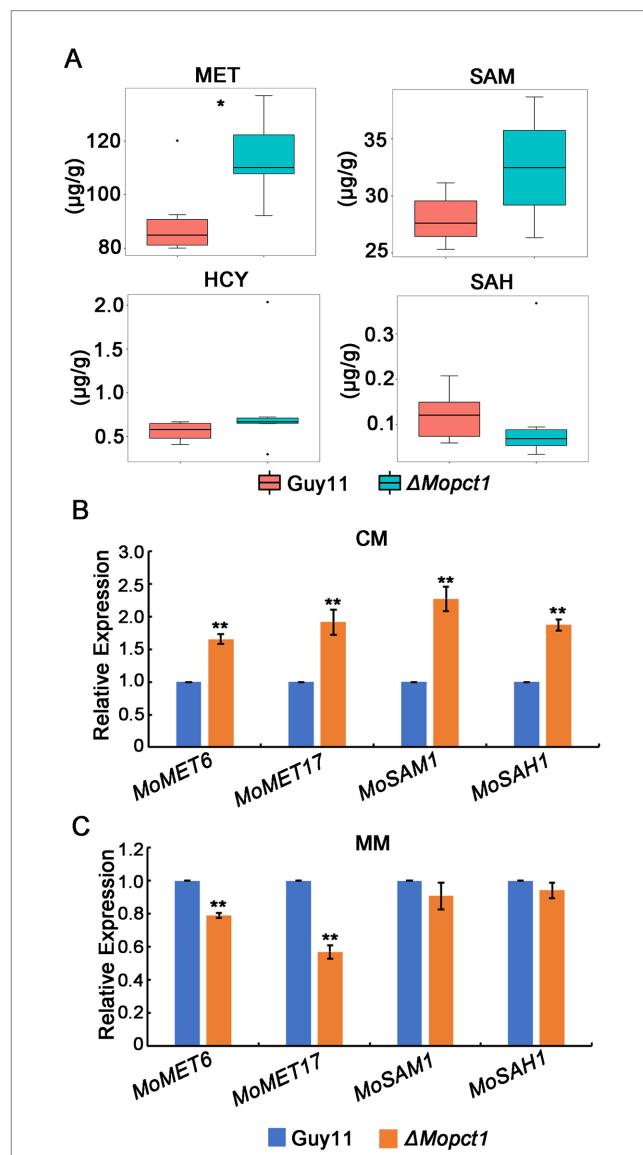 A
MET SAM
(µg/g) 120 100 80 *
(µg/g) 35 30 25
HCY SAH
(µg/g) 2.0 1.5 1.0 0.5
(µg/g) 0.3 0.2 0.1
Guy11 ΔMopct1
B
CM
Relative Expression
3.0
2.5 **
2.0 ** ** **
1.5
1.0
0.5
0
MoMET6 MoMET17 MoSAM1 MoSAH1
C
MM
Relative Expression
1.2
1.0
0.8 **
0.6 **
0.4
0.2
0
MoMET6 MoMET17 MoSAM1 MoSAH1
Guy11 ΔMopct1